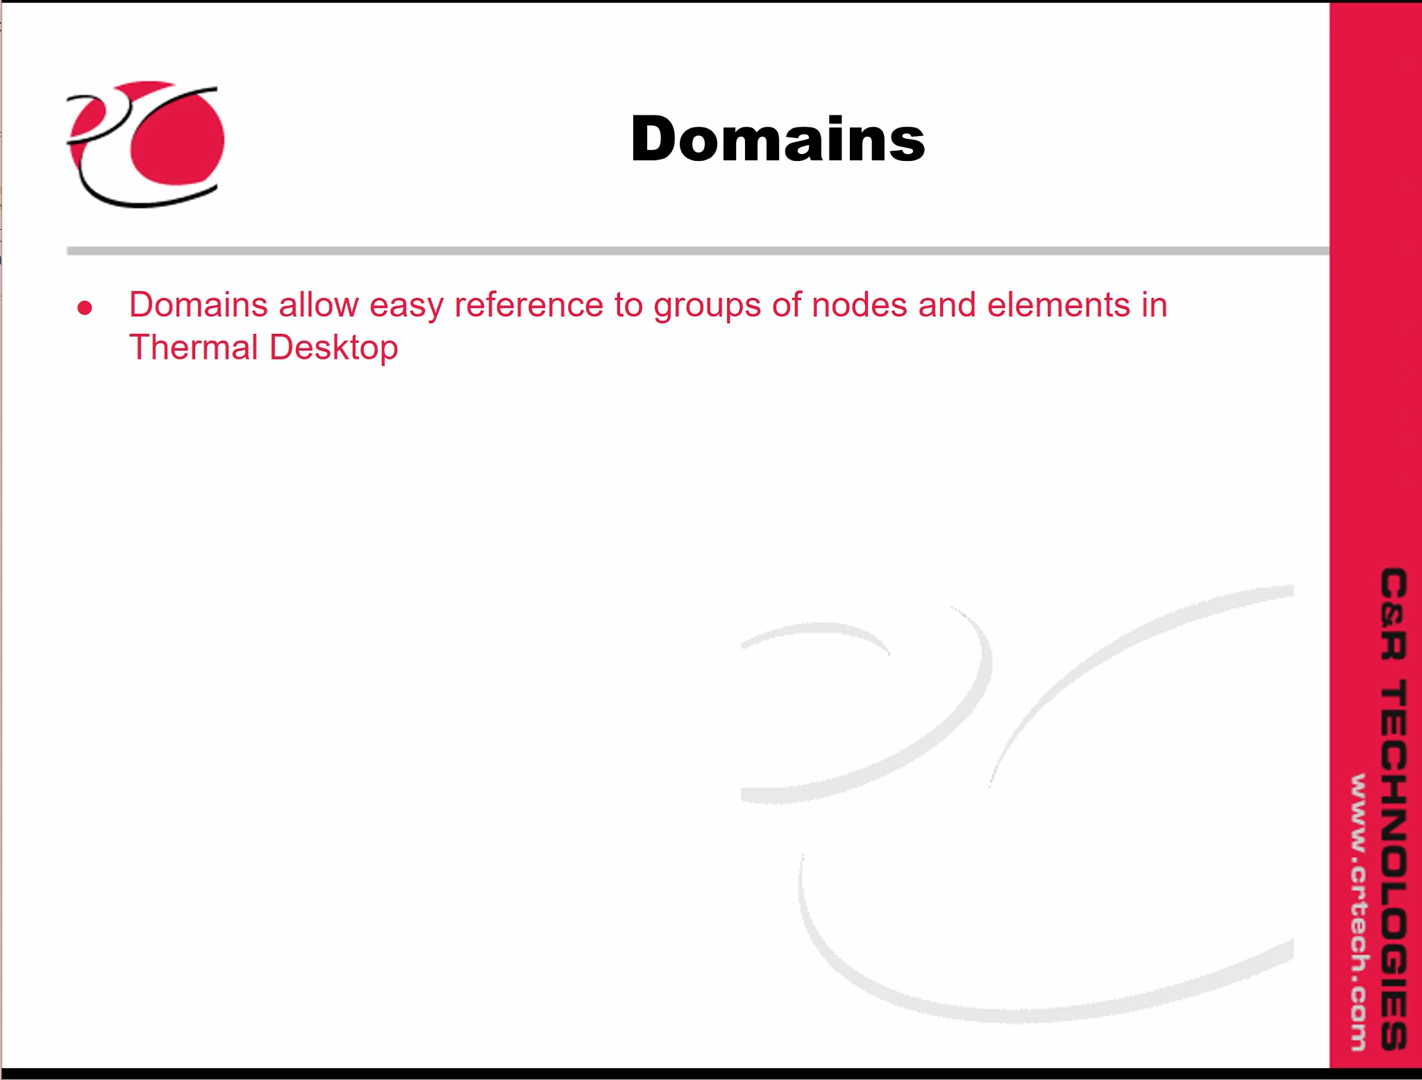 Domains
● Domains allow easy reference to groups of nodes and elements in
Thermal Desktop
C&R TECHNOLOGIES
www.crtech.com